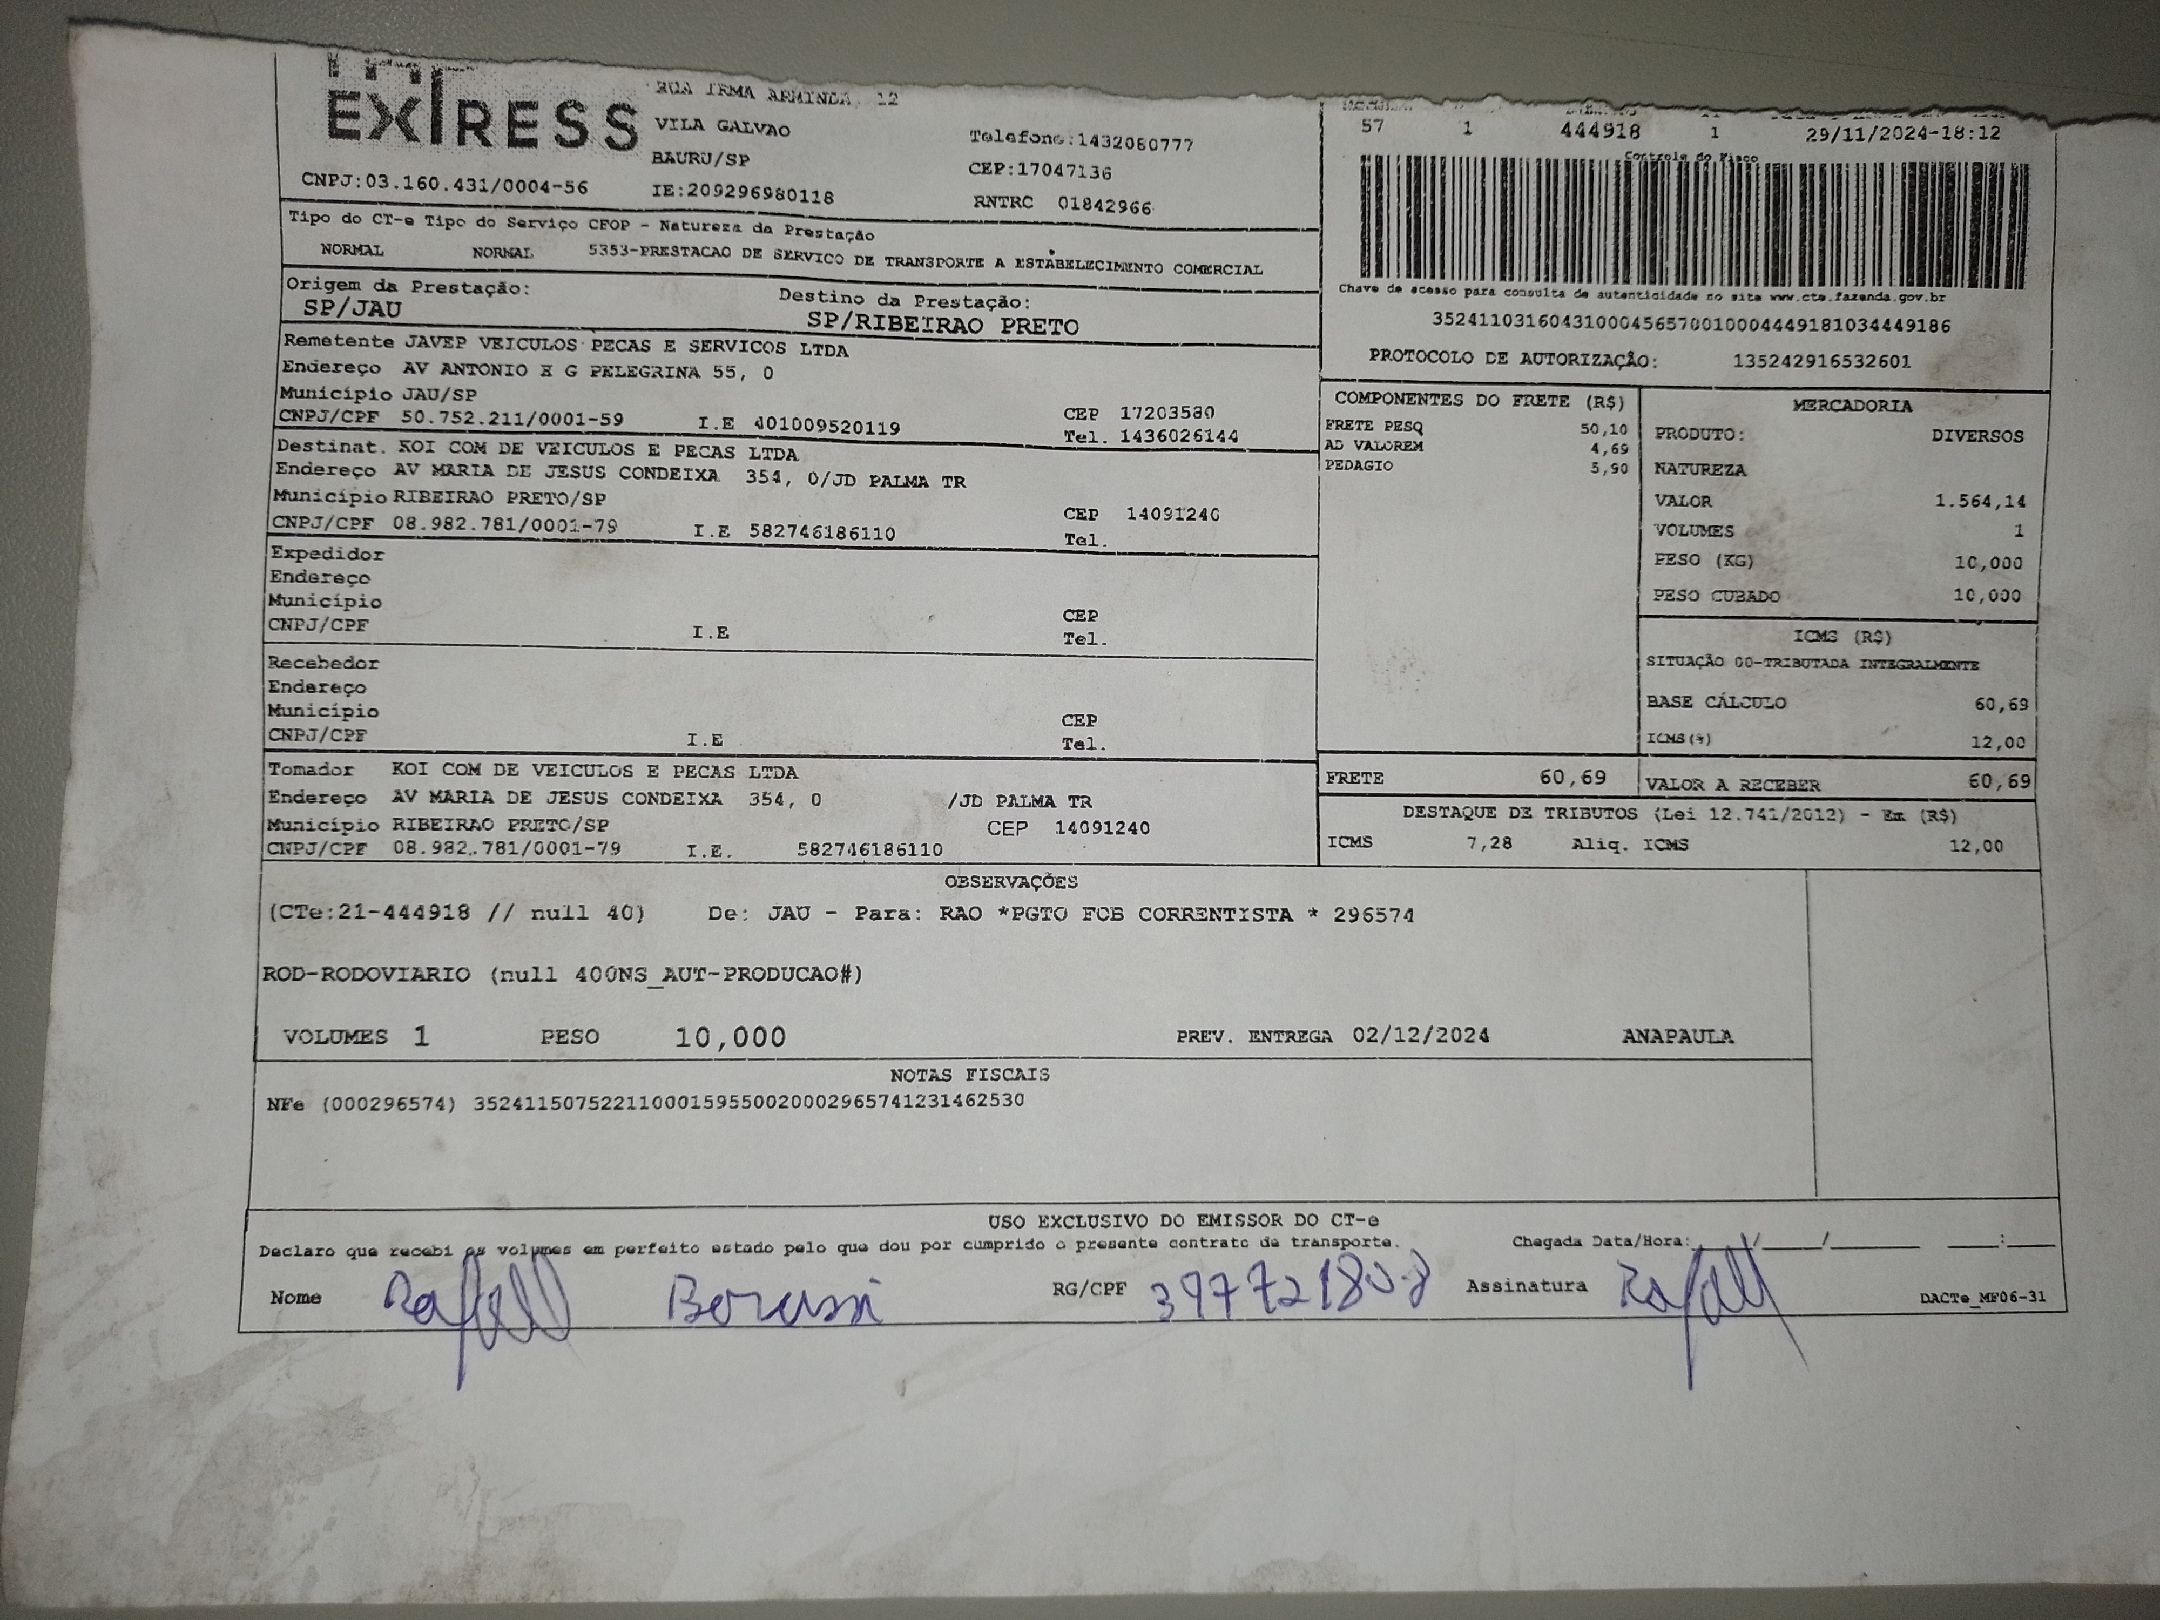 EXPRESS
RUA IRMA ARMINDA, 12
VILA GALVAO
BAURU/SP
Telefone:1432080777
CEP:17047136
CNPJ:03.160.431/0004-56
IE:209296980118
RNTRC 01842966
57 1 444918 1 29/11/2024-18:12
Controle do Fisco
Tipo do CT-e Tipo do Serviço CFOP - Natureza da Prestação
NORMAL NORMAL 5353-PRESTACAO DE SERVICO DE TRANSPORTE A ESTABELECIMENTO COMERCIAL
Chave de acesso para consulta de autenticidade no site www.cte.fazenda.gov.br
35241103160431000456570010004449181034449186
PROTOCOLO DE AUTORIZAÇÃO: 135242916532601
Origem da Prestação:
SP/JAU
Destino da Prestação:
SP/RIBEIRAO PRETO
Remetente JAVEP VEICULOS PECAS E SERVICOS LTDA
Endereço AV ANTONIO H G PELEGRINA 55, 0
Município JAU/SP
CEP 17203580
CNPJ/CPF 50.752.211/0001-59 I.E 401009520119
Tel. 1436026144
Destinat. KOI COM DE VEICULOS E PECAS LTDA
Endereço AV MARIA DE JESUS CONDEIXA 354, 0/JD PALMA TR
Município RIBEIRAO PRETO/SP
CEP 14091240
CNPJ/CPF 08.982.781/0001-79 I.E 582746186110
Tel.
Expedidor
Endereço
Município
CEP
CNPJ/CPF I.E
Tel.
Recebedor
Endereço
Município
CEP
CNPJ/CPF I.E
Tel.
Tomador KOI COM DE VEICULOS E PECAS LTDA
Endereço AV MARIA DE JESUS CONDEIXA 354, 0 /JD PALMA TR
Município RIBEIRAO PRETO/SP CEP 14091240
CNPJ/CPF 08.982.781/0001-79 I.E. 582746186110
COMPONENTES DO FRETE (R$)
FRETE PESO 50,10
AD VALOREM 4,69
PEDAGIO 5,90
MERCADORIA
PRODUTO: DIVERSOS
NATUREZA
VALOR 1.564,14
VOLUMES 1
PESO (KG) 10,000
PESO CUBADO 10,000
ICMS (R$)
SITUAÇÃO 00-TRIBUTADA INTEGRALMENTE
BASE CÁLCULO 60,69
ICMS(%) 12,00
FRETE 60,69
VALOR A RECEBER 60,69
DESTAQUE DE TRIBUTOS (Lei 12.741/2012) - Em (R$)
ICMS 7,28 Aliq. ICMS 12,00
OBSERVAÇÕES
(CTe:21-444918 // null 40) De: JAU - Para: RAO *PGTO FOB CORRENTISTA * 296574
ROD-RODOVIARIO (null 400NS_AUT-PRODUCAO#)
VOLUMES 1 PESO 10,000 PREV. ENTREGA 02/12/2024 ANAPAULA
NOTAS FISCAIS
NFe (000296574) 35241150752211000159550020002965741231462530
USO EXCLUSIVO DO EMISSOR DO CT-e
Declaro que recebi os volumes em perfeito estado pelo que dou por cumprido o presente contrato de transporte. Chegada Data/Hora:____/____/________ ____:____
Nome Rafael RG/CPF Assinatura Rafael
DACTe_MF06-31